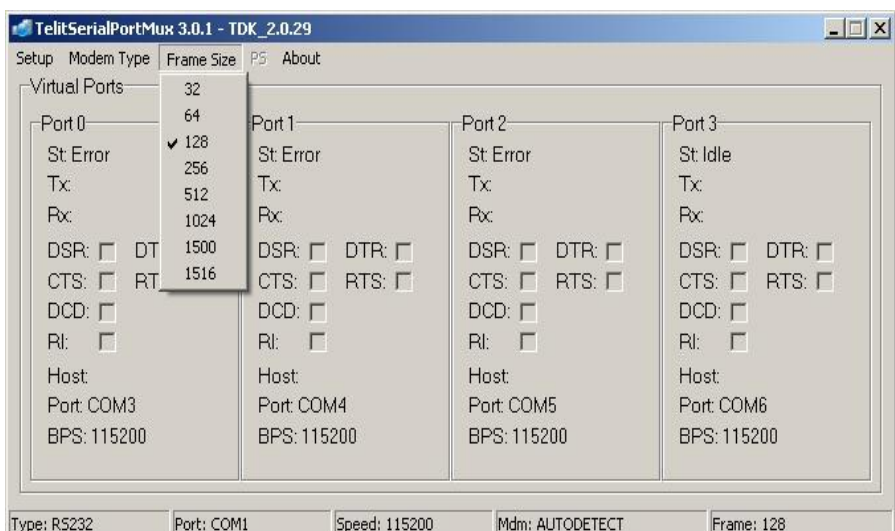 TelitSerialPortMux 3.0.1 - TDK_2.0.29
Setup Modem Type Frame Size PS About
Virtual Ports
32
64
128
256
512
1024
1500
1516
Port 0
St: Error
Tx:
Rx:
DSR: DT
CTS: RT
DCD:
RI:
Host:
Port: COM3
BPS: 115200
Port 1
St: Error
Tx:
Rx:
DSR: DTR:
CTS: RTS:
DCD:
RI:
Host:
Port: COM4
BPS: 115200
Port 2
St: Error
Tx:
Rx:
DSR: DTR:
CTS: RTS:
DCD:
RI:
Host:
Port: COM5
BPS: 115200
Port 3
St: Idle
Tx:
Rx:
DSR: DTR:
CTS: RTS:
DCD:
RI:
Host:
Port: COM6
BPS: 115200
Type: RS232 Port: COM1 Speed: 115200 Mdm: AUTODETECT Frame: 128